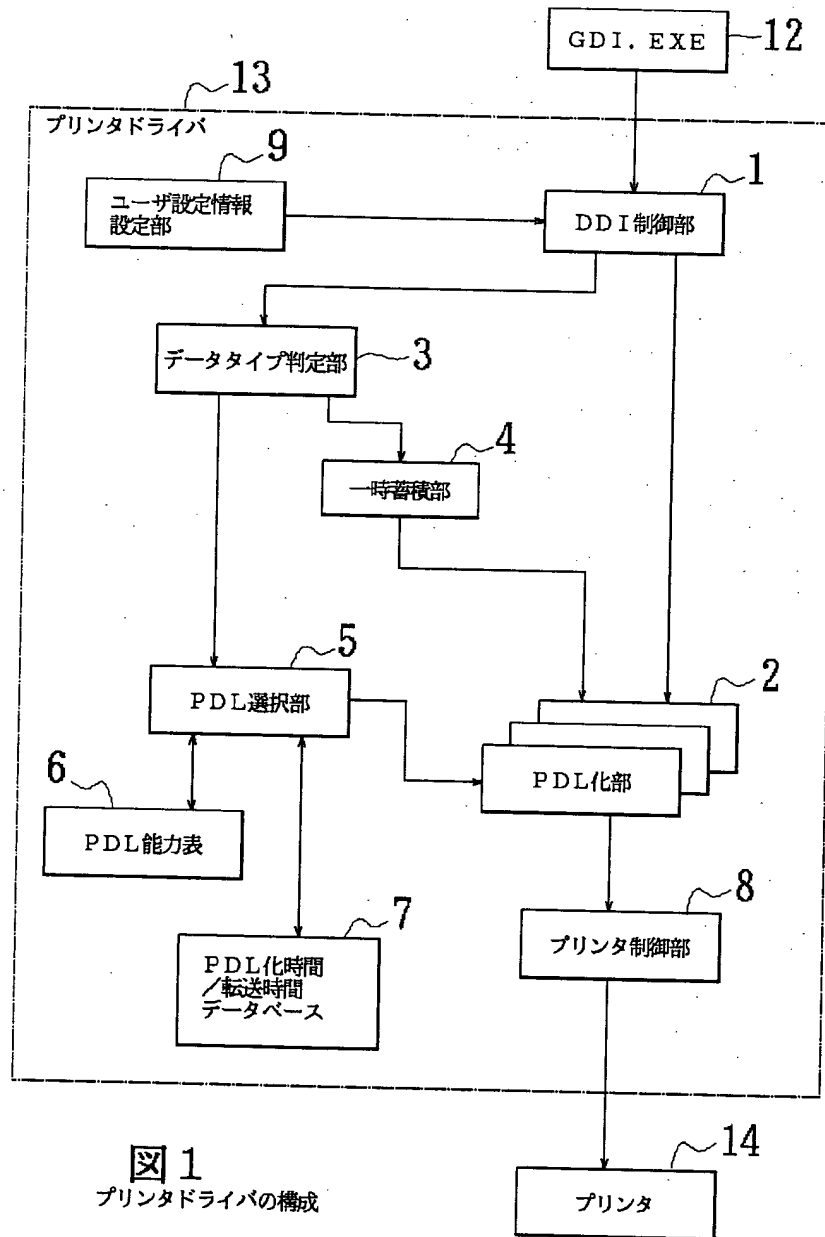 GDI.EXE
12
13
プリンタドライバ
9
ユーザ設定情報
設定部
1
DDI制御部
データタイプ判定部
3
4
一時蓄積部
5
PDL選択部
2
PDL化部
6
PDL能力表
7
PDL化時間
/転送時間
データベース
8
プリンタ制御部
14
プリンタ
図1
プリンタドライバの構成